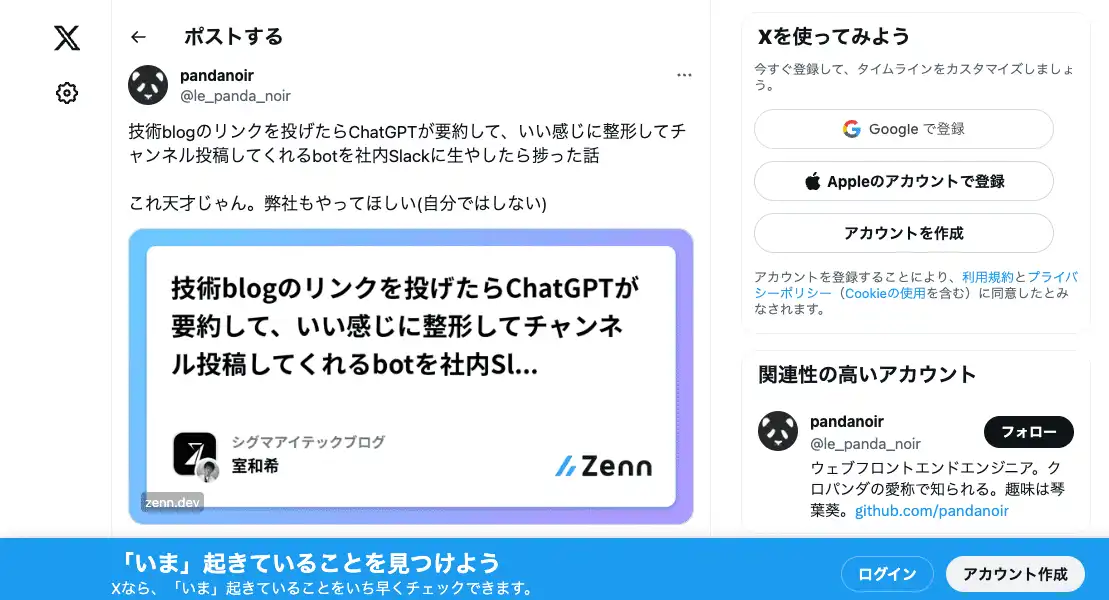 ポストする
pandanoir
@le_panda_noir
技術blogのリンクを投げたらChatGPTが要約して、いい感じに整形してチ
ャンネル投稿してくれるbotを社内Slackに生やしたら捗った話
これ天才じゃん。弊社もやってほしい(自分ではしない)
技術blogのリンクを投げたらChatGPTが
要約して、いい感じに整形してチャンネ
ル投稿してくれるbotを社内Sl...
シグマアイテックブログ
室和希
Zenn
zenn.dev
Xを使ってみよう
今すぐ登録して、タイムラインをカスタマイズしましょ
う。
Google で登録
Appleのアカウントで登録
アカウントを作成
アカウントを登録することにより、利用規約とプライバ
シーポリシー（Cookieの使用を含む）に同意したとみ
なされます。
関連性の高いアカウント
pandanoir
@le_panda_noir
フォロー
ウェブフロントエンドエンジニア。ク
ロパンダの愛称で知られる。趣味は琴
葉葵。github.com/pandanoir
「いま」起きていることを見つけよう
Xなら、「いま」起きていることをいち早くチェックできます。
ログイン
アカウント作成